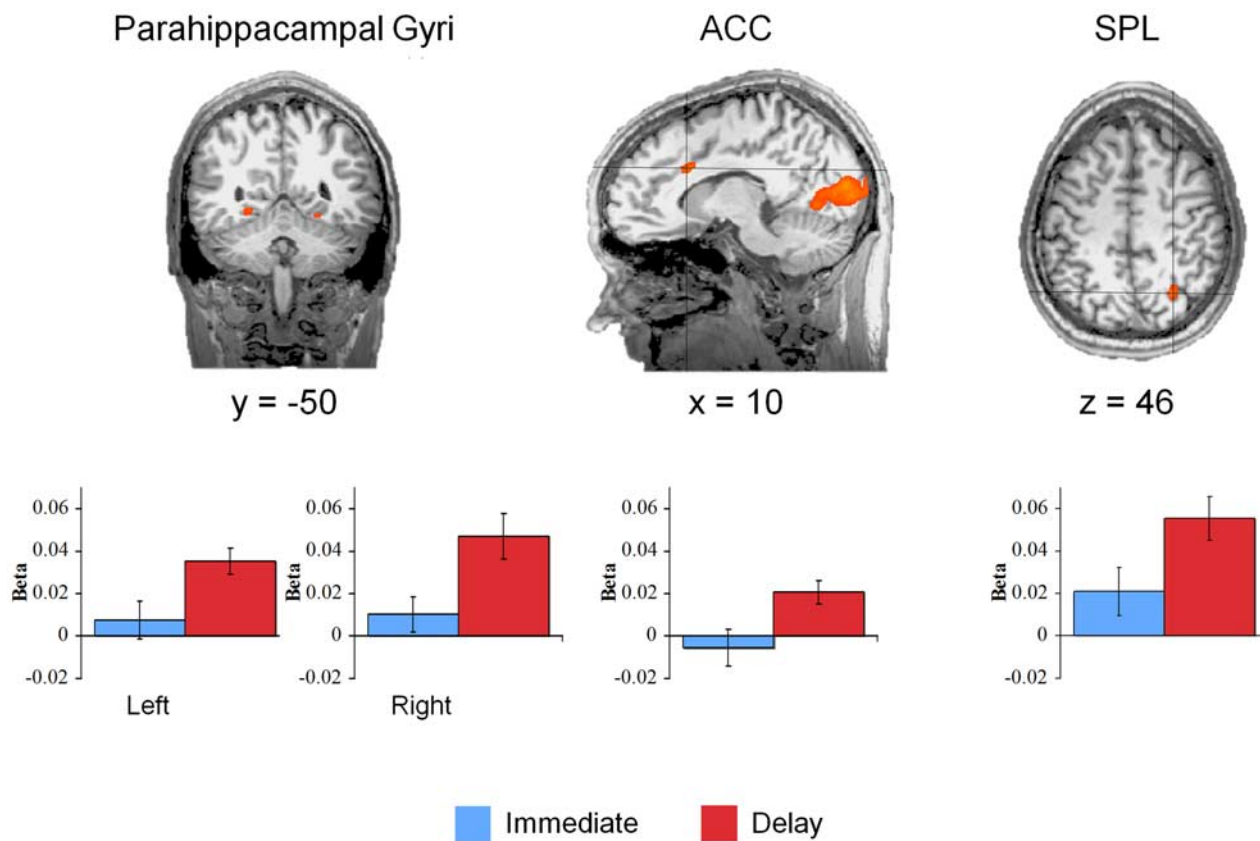 Parahippacampal Gyri
ACC
SPL
y = -50
x = 10
z = 46
0.06
0.04
0.02
0
-0.02
Beta
Left
0.06
0.04
0.02
0
-0.02
Beta
Right
0.06
0.04
0.02
0
-0.02
Beta
0.06
0.04
0.02
0
-0.02
Beta
Immediate
Delay